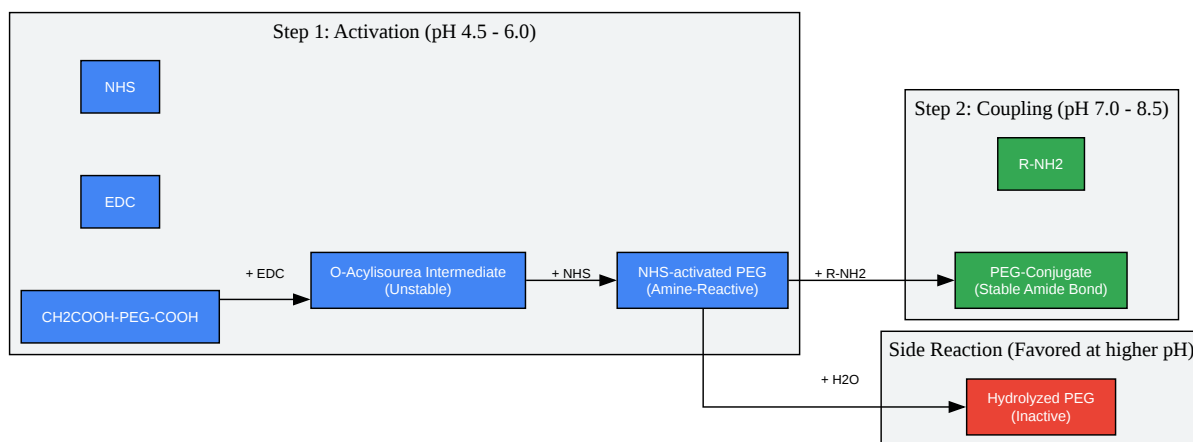 Step 1: Activation (pH 4.5 - 6.0)
NHS
EDC
CH2COOH-PEG-COOH
+ EDC
O-Acylisourea Intermediate
(Unstable)
+ NHS
NHS-activated PEG
(Amine-Reactive)
+ R-NH2
Step 2: Coupling (pH 7.0 - 8.5)
R-NH2
PEG-Conjugate
(Stable Amide Bond)
+ H2O
Side Reaction (Favored at higher pH)
Hydrolyzed PEG
(Inactive)